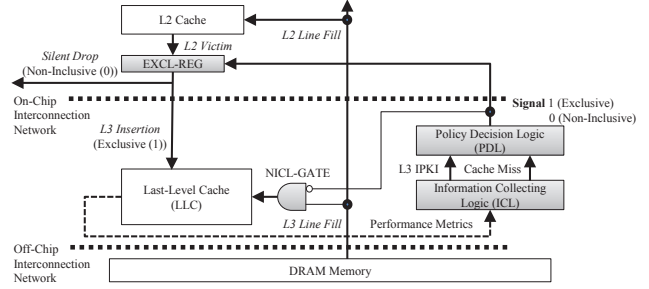 L2 Cache
L2 Line Fill
Silent Drop
(Non-Inclusive (0))
L2 Victim
EXCL-REG
On-Chip
Interconnection
Network
Signal 1 (Exclusive)
0 (Non-Inclusive)
L3 Insertion
(Exclusive (1))
Policy Decision Logic
(PDL)
NICL-GATE
L3 IPKI
Cache Miss
Last-Level Cache
(LLC)
Information Collecting
Logic (ICL)
L3 Line Fill
Performance Metrics
Off-Chip
Interconnection
Network
DRAM Memory